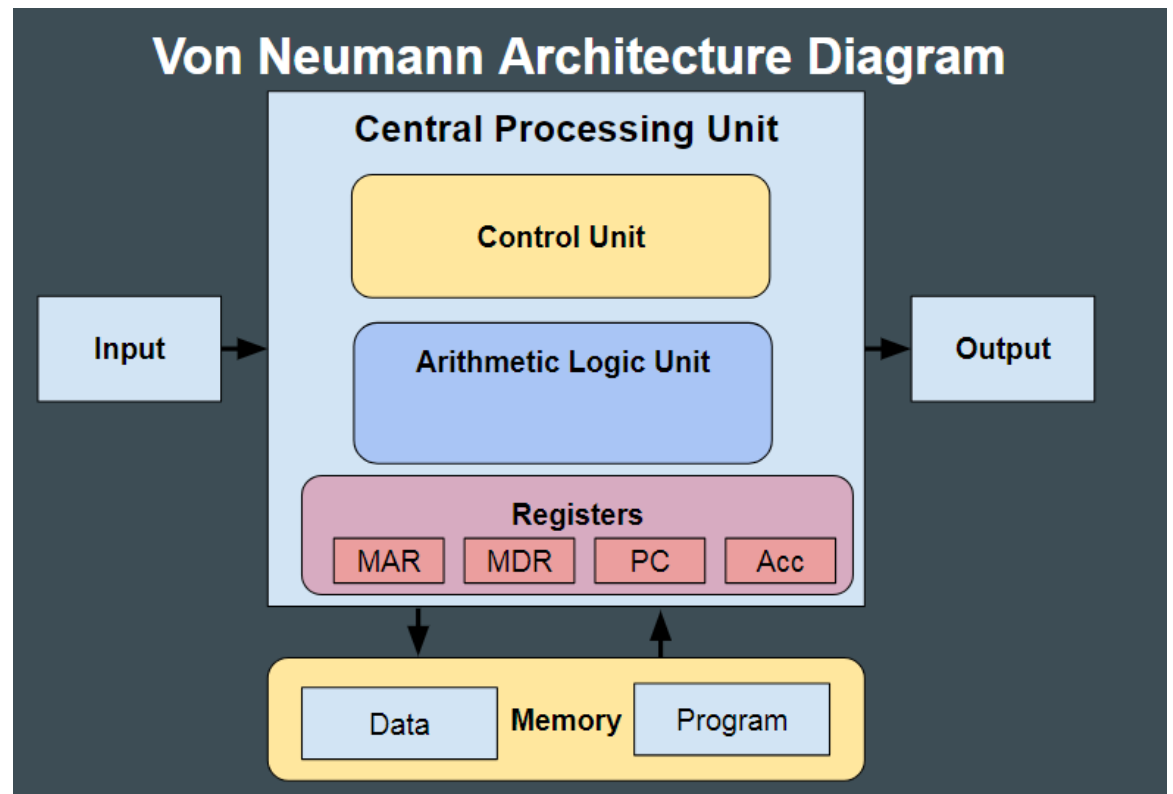 Von Neumann Architecture Diagram
Central Processing Unit
Control Unit
Input
Arithmetic Logic Unit
Output
Registers
MAR MDR PC Acc
Data Memory Program